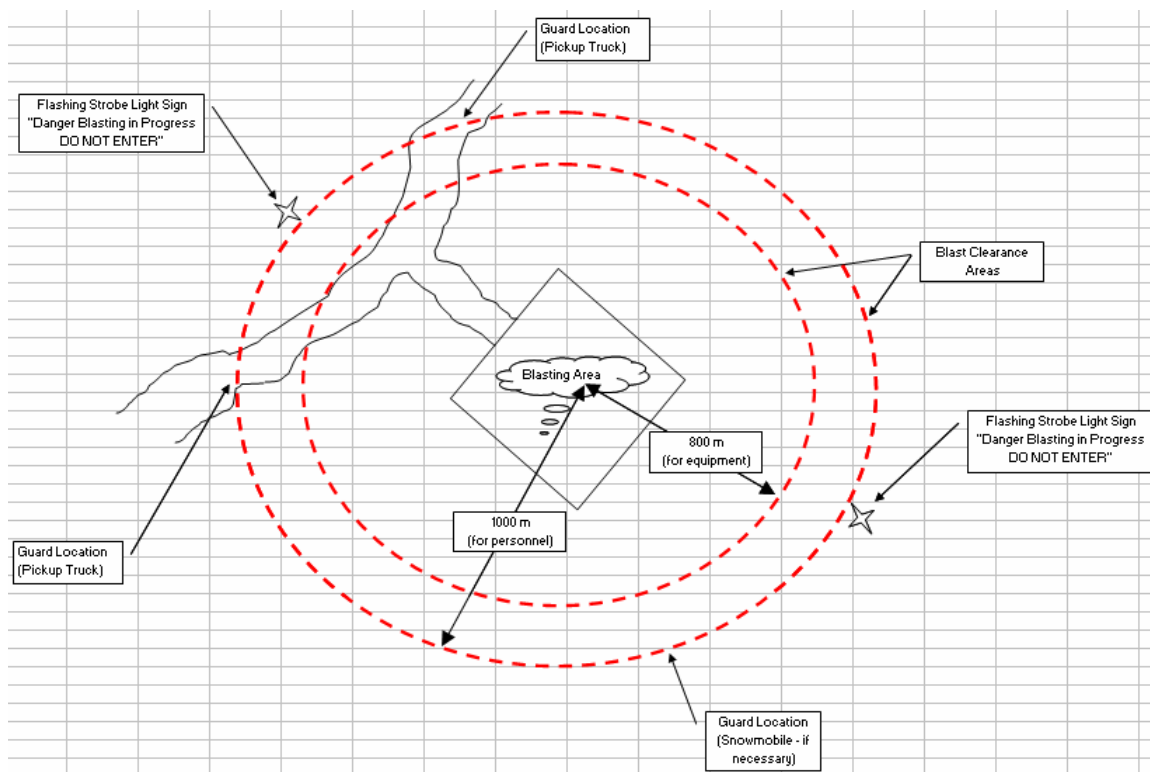 Guard Location
(Pickup Truck)
Flashing Strobe Light Sign
"Danger Blasting in Progress
DO NOT ENTER"
Blast Clearance
Areas
Blasting Area
Flashing Strobe Light Sign
"Danger Blasting in Progress
DO NOT ENTER"
800 m
(for equipment)
1000 m
(for personnel)
Guard Location
(Pickup Truck)
Guard Location
(Snowmobile - if
necessary)